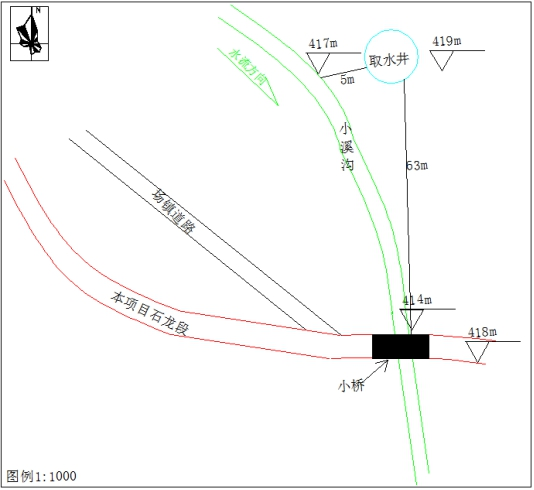 N
417m
419m
取水井
5m
水流方向
小溪沟
63m
场镇道路
本项目石龙段
414m
418m
小桥
图例1:1000